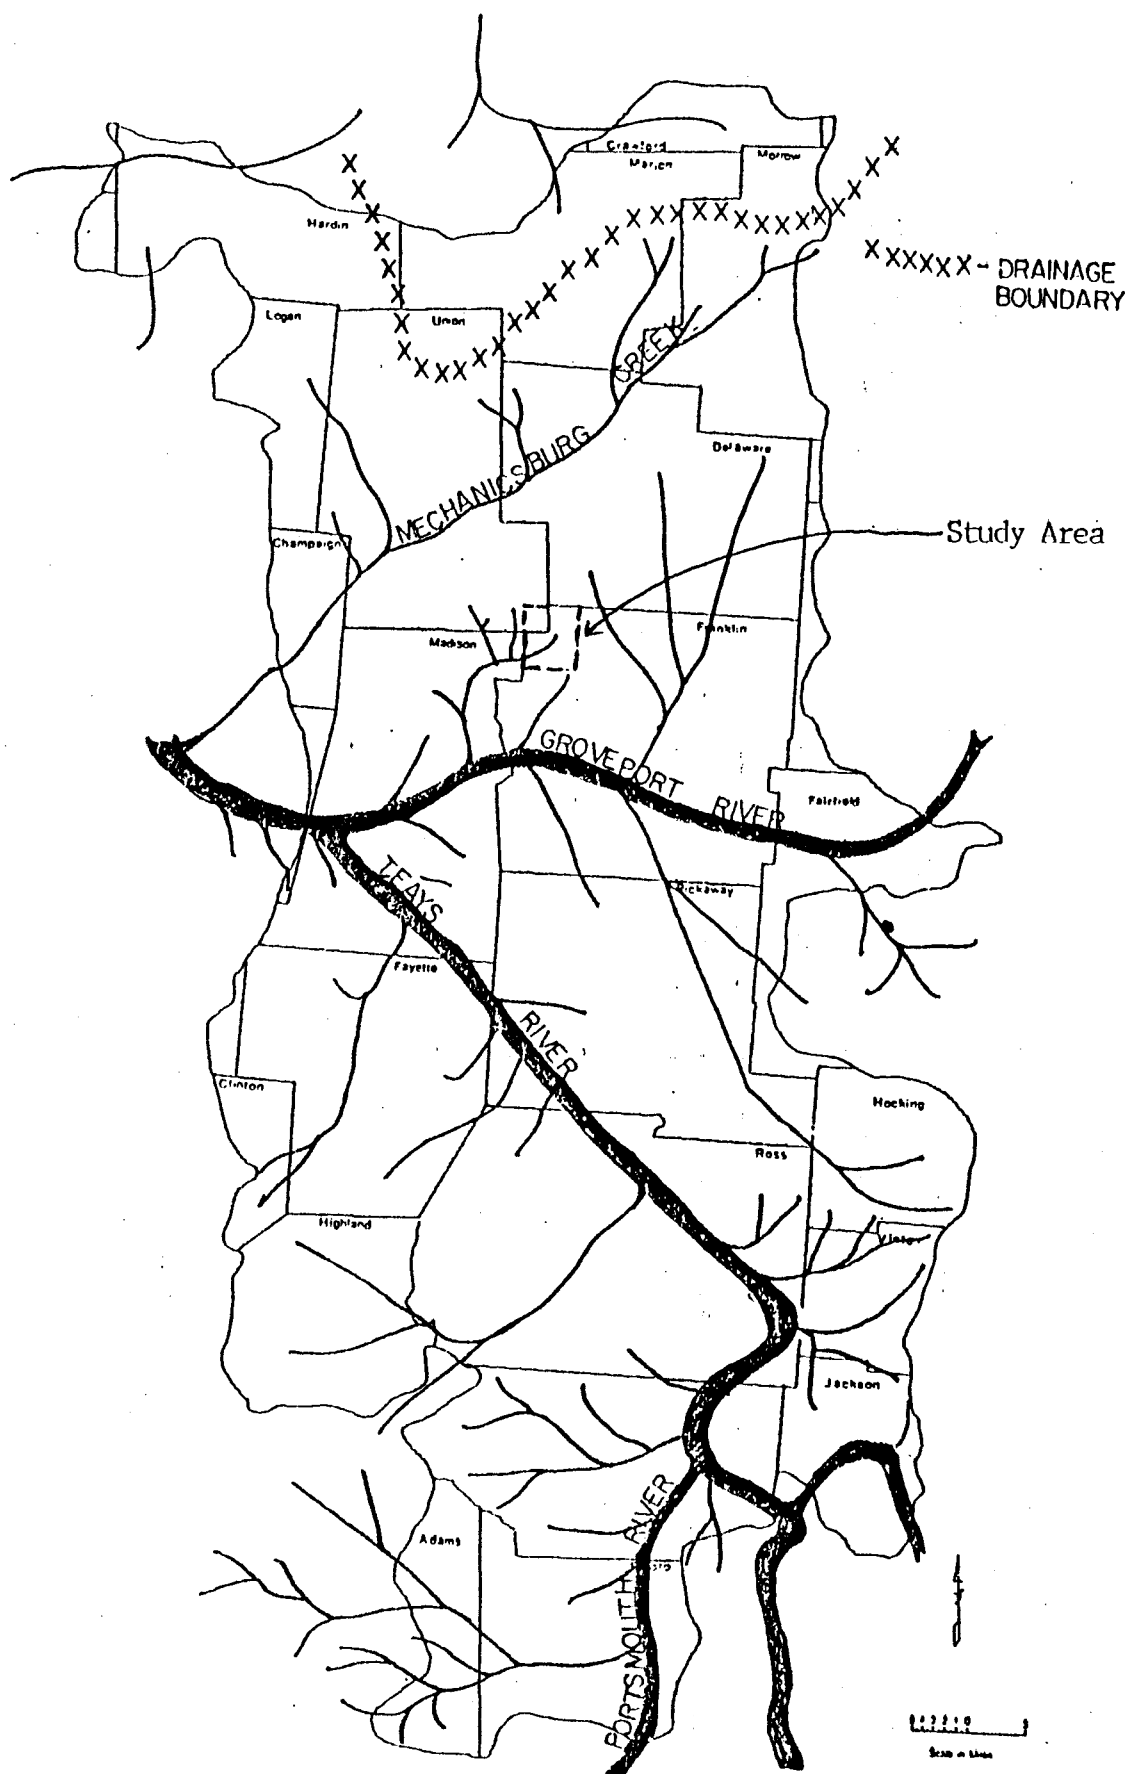 Crawford
Marion
Morrow
Hardin
XXXXXX - DRAINAGE
BOUNDARY
Logan
Union
CREEK
Delaware
MECHANICSBURG
Study Area
Champaign
Franklin
Madison
GROVEPORT RIVER
Fairfield
TEAYS
Pickaway
Fayette
RIVER
Clinton
Hocking
Ross
Highland
Vinton
Jackson
RIVER
Adams
PORTSMOUTH
Scale in Miles